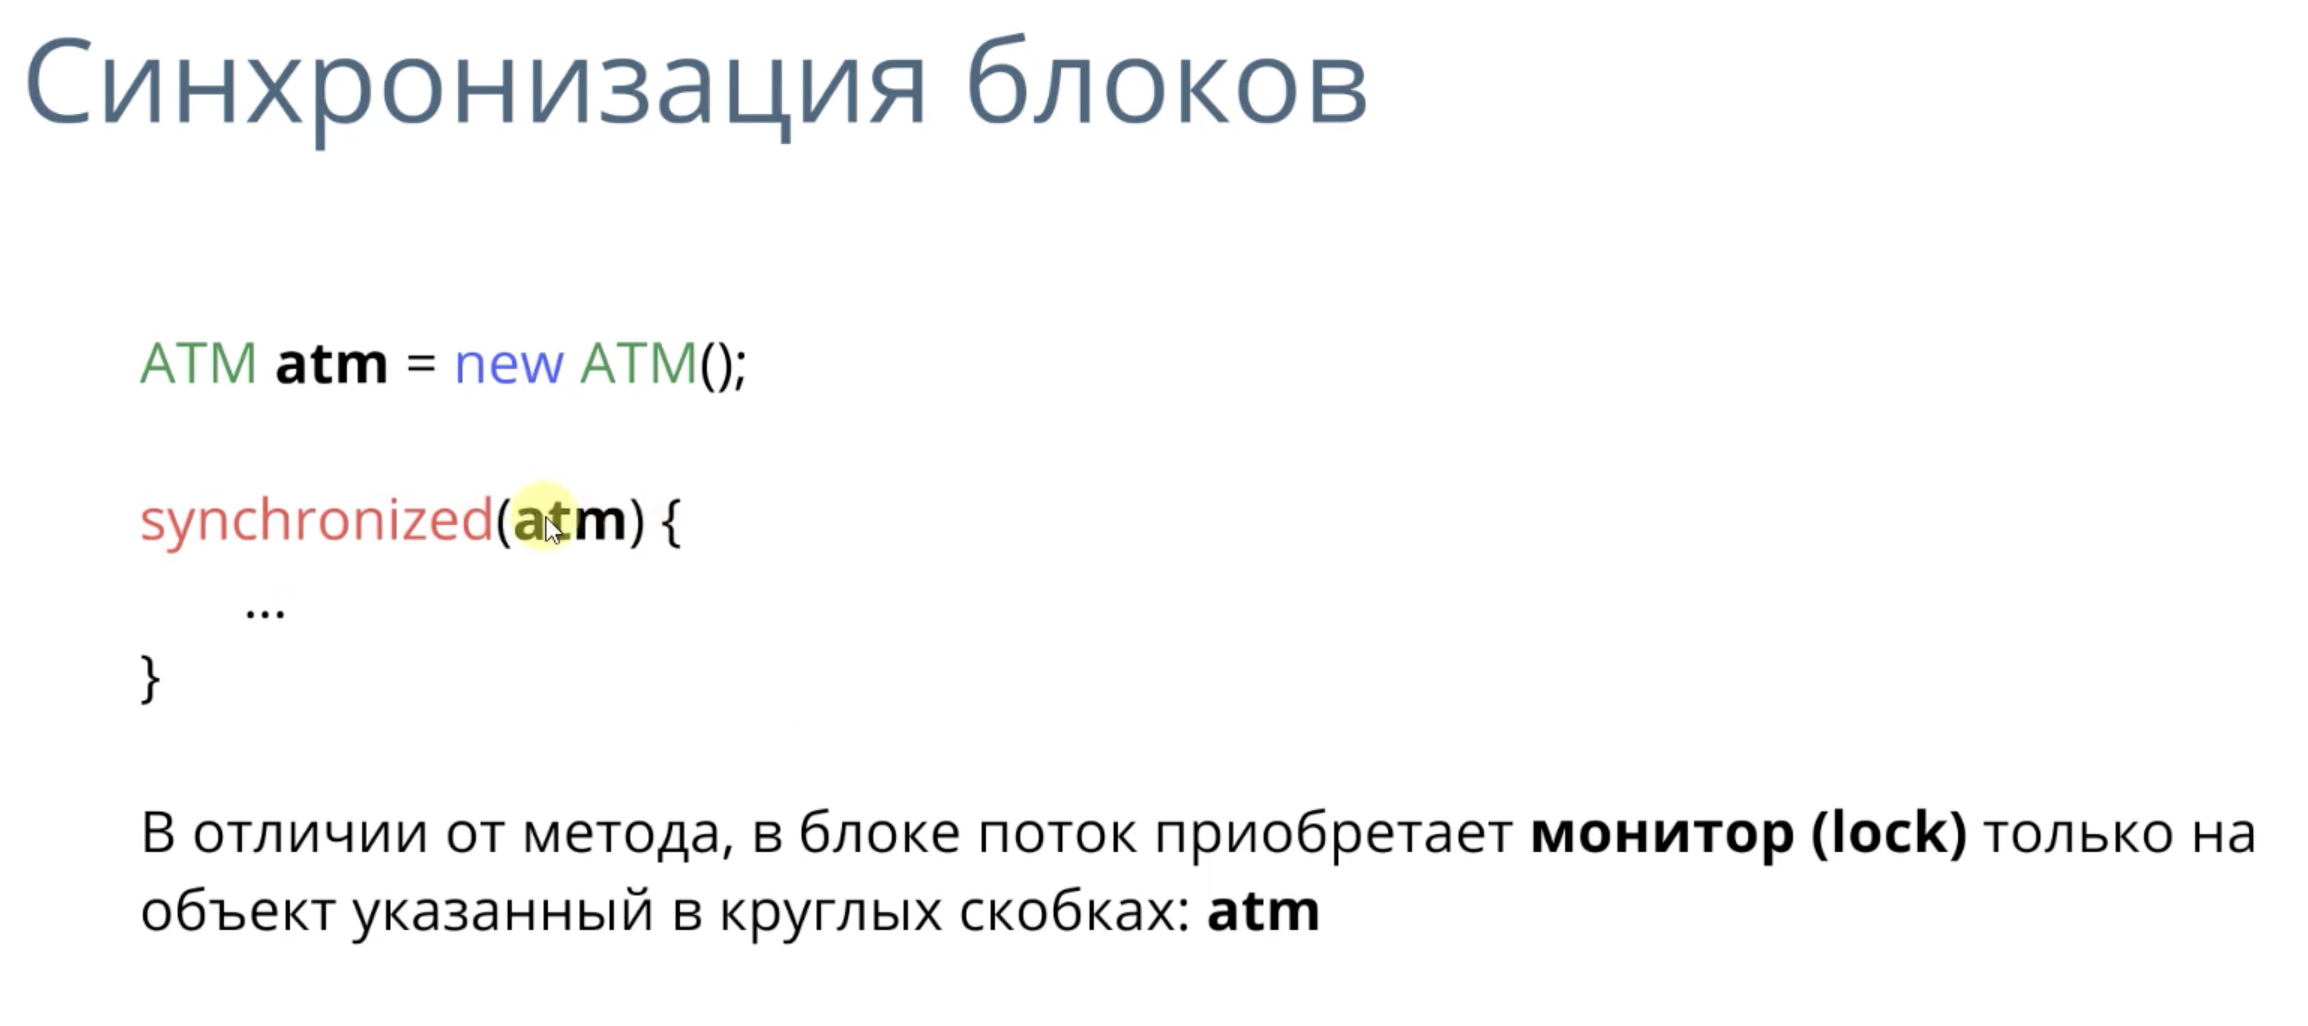 Синхронизация блоков
ATM atm = new ATM();
synchronized(atm) {
...
}
В отличии от метода, в блоке поток приобретает монитор (lock) только на
объект указанный в круглых скобках: atm